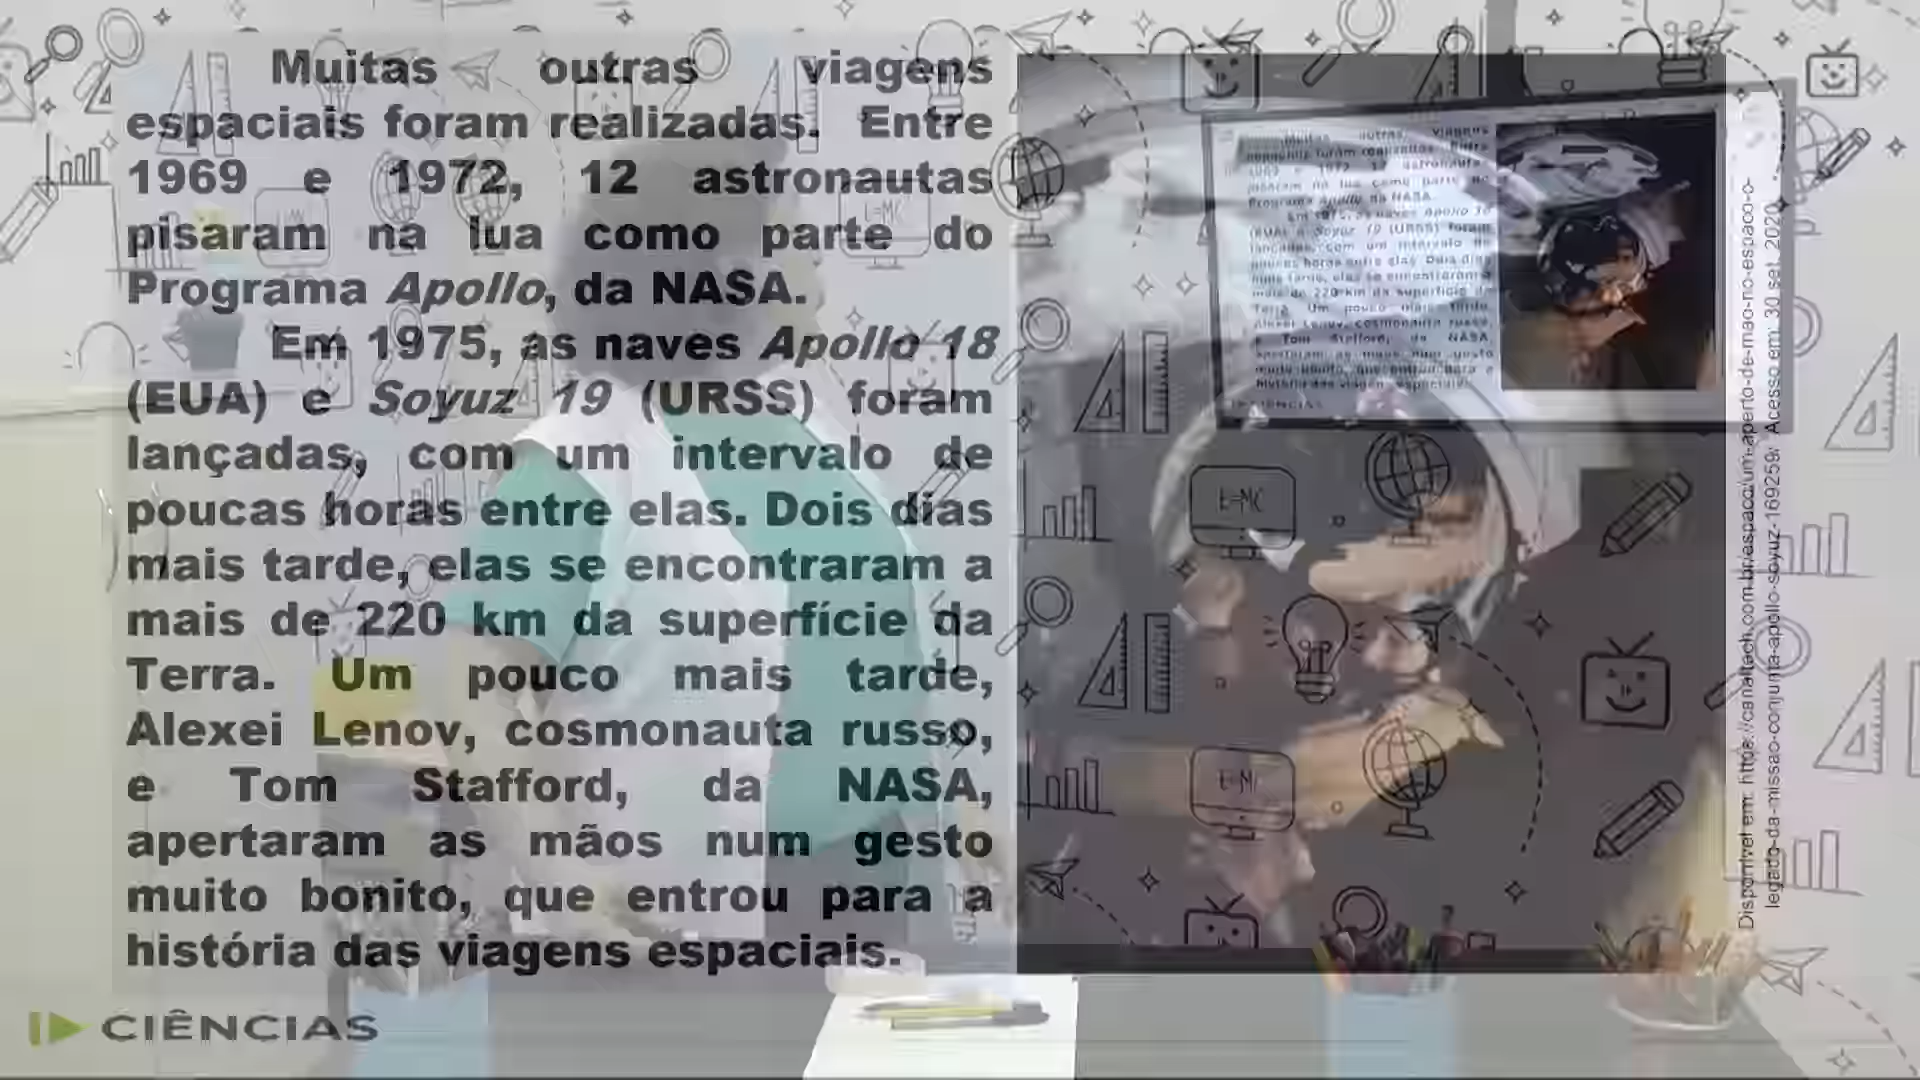 Muitas outras viagens
espaciais foram realizadas. Entre
1969 e 1972, 12 astronautas
pisaram na lua como parte do
Programa Apollo, da NASA.
Em 1975, as naves Apollo 18
(EUA) e Soyuz 19 (URSS) foram
lançadas, com um intervalo de
poucas horas entre elas. Dois dias
mais tarde, elas se encontraram a
mais de 220 km da superfície da
Terra. Um pouco mais tarde,
Alexei Lenov, cosmonauta russo,
e Tom Stafford, da NASA,
apertaram as mãos num gesto
muito bonito, que entrou para a
história das viagens espaciais.
Disponível em: https://canaltech.com.br/espaco/um-aperto-de-mao-no-espaco-o-
legado-da-missao-conjunta-apollo-soyuz-169259/. Acesso em: 30 set. 2020.
CIÊNCIAS